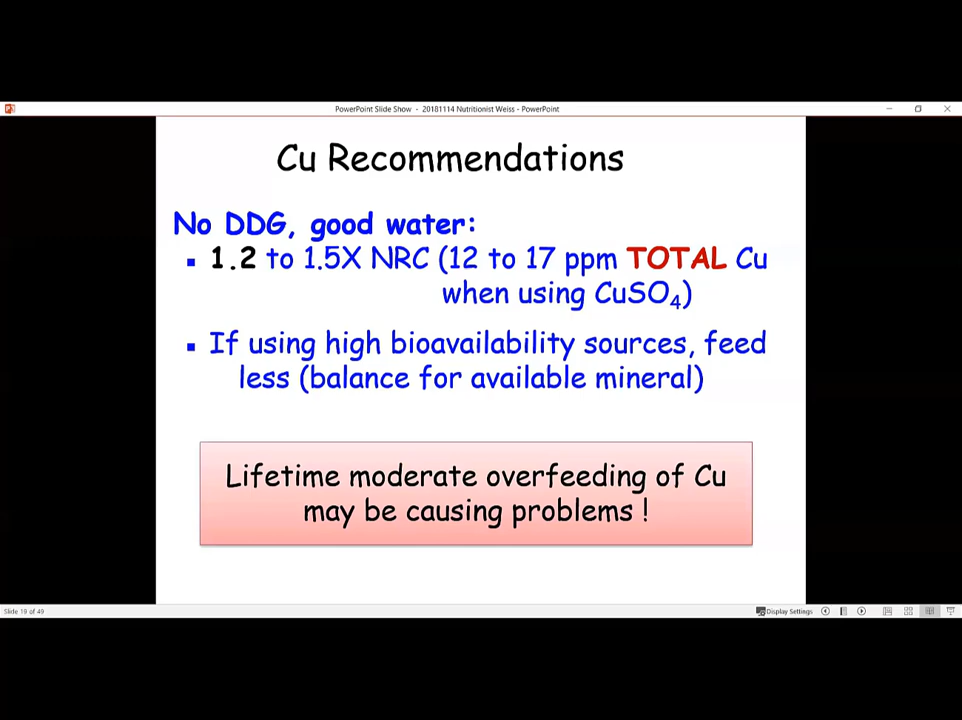 PowerPoint Slide Show - 20181114 Nutritionist Weiss - PowerPoint
Cu Recommendations
No DDG, good water:
▪ 1.2 to 1.5X NRC (12 to 17 ppm TOTAL Cu
when using CuSO₄)
▪ If using high bioavailability sources, feed
less (balance for available mineral)
Lifetime moderate overfeeding of Cu
may be causing problems !
Slide 19 of 49
Display Settings